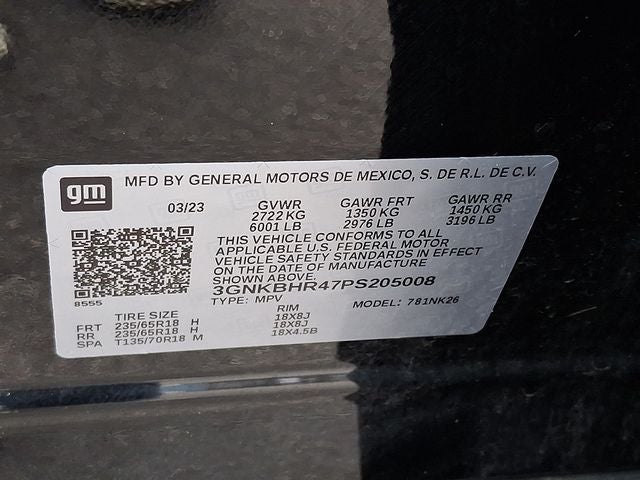 gm MFD BY GENERAL MOTORS DE MEXICO, S. DE R.L. DE C.V.
03/23 GVWR GAWR FRT GAWR RR
2722 KG 1350 KG 1450 KG
6001 LB 2976 LB 3196 LB
THIS VEHICLE CONFORMS TO ALL
APPLICABLE U.S. FEDERAL MOTOR
VEHICLE SAFETY STANDARDS IN EFFECT
ON THE DATE OF MANUFACTURE
SHOWN ABOVE.
3GNKBHR47PS205008
8555
TYPE: MPV MODEL: 781NK26
TIRE SIZE RIM
FRT 235/65R18 H 18X8J
RR 235/65R18 H 18X8J
SPA T135/70R18 M 18X4.5B